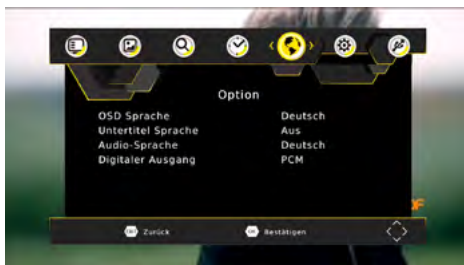 Option
OSD Sprache Deutsch
Untertitel Sprache Aus
Audio-Sprache Deutsch
Digitaler Ausgang PCM
Zurück Bestätigen